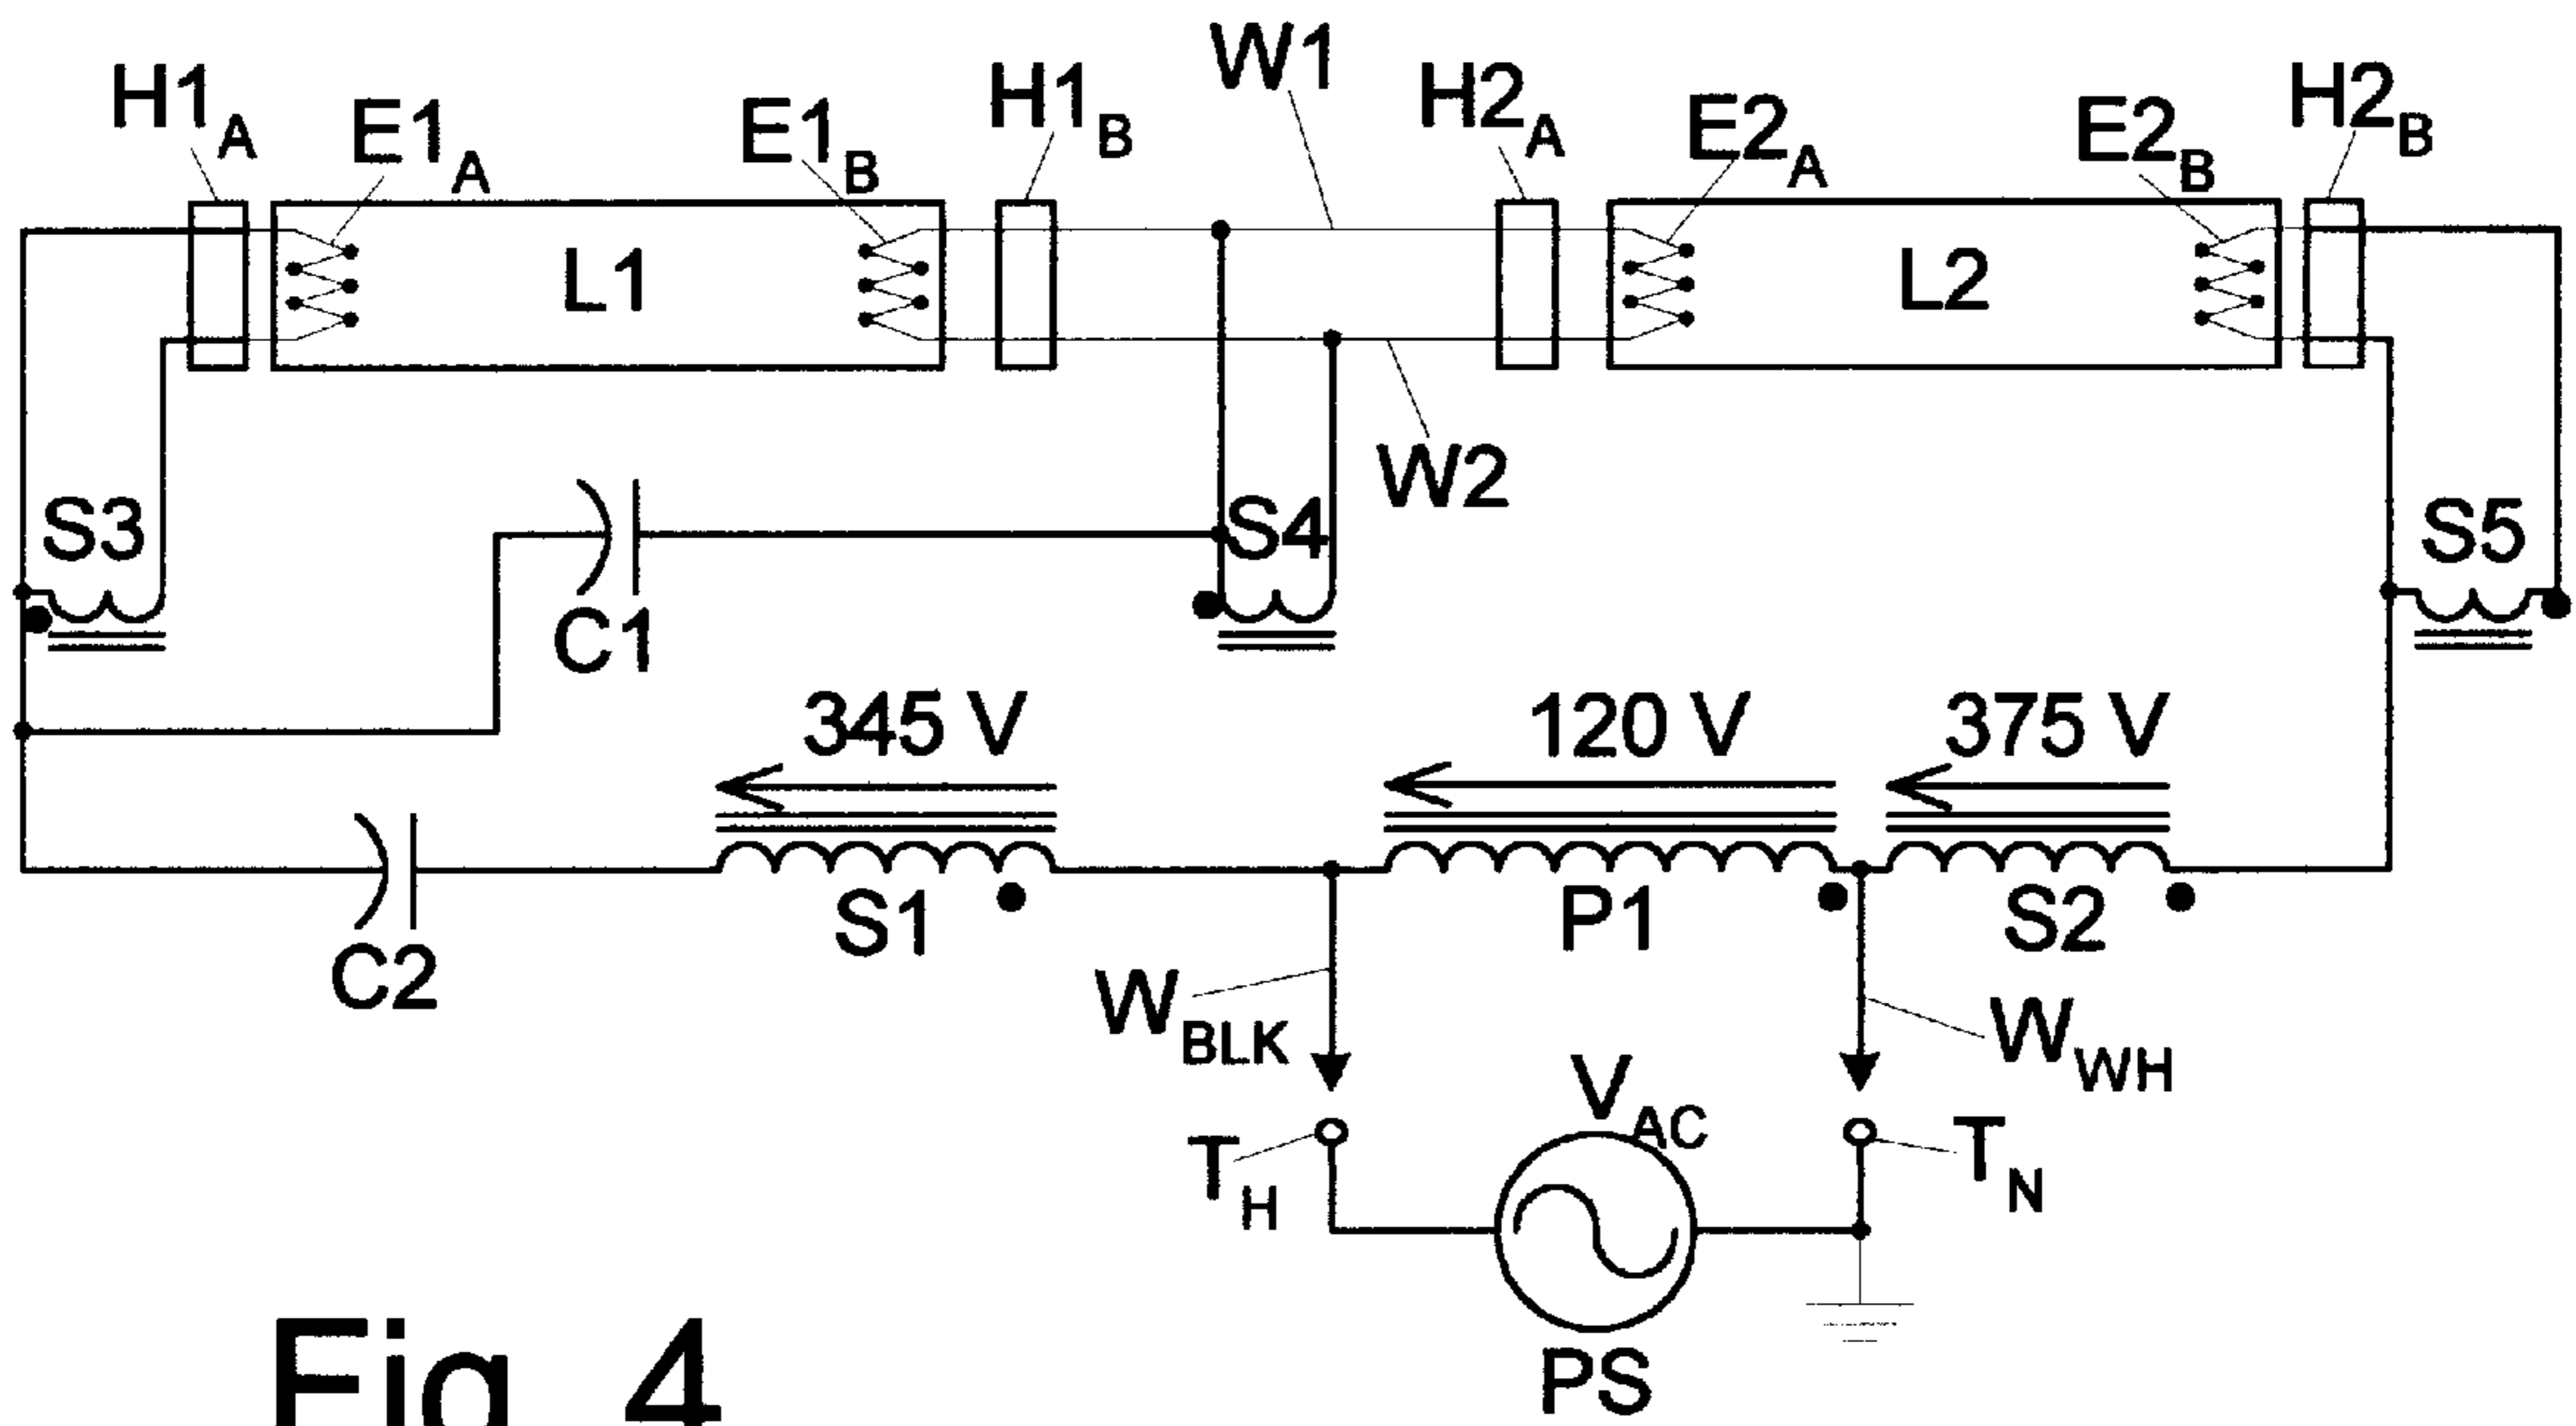 W1
H1A
E1A
E1B
H1B
H2A
E2A
E2B
H2B
L1
L2
W2
S3
S4
S5
C1
345 V
120 V
375 V
S1
P1
S2
C2
WBLK
WWH
VAC
TH
TN
PS
Fig. 4